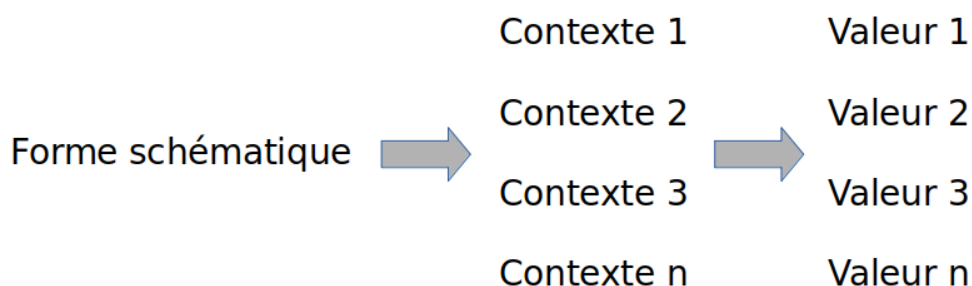 Contexte 1 Valeur 1
Contexte 2 Valeur 2
Forme schématique
Contexte 3 Valeur 3
Contexte n Valeur n